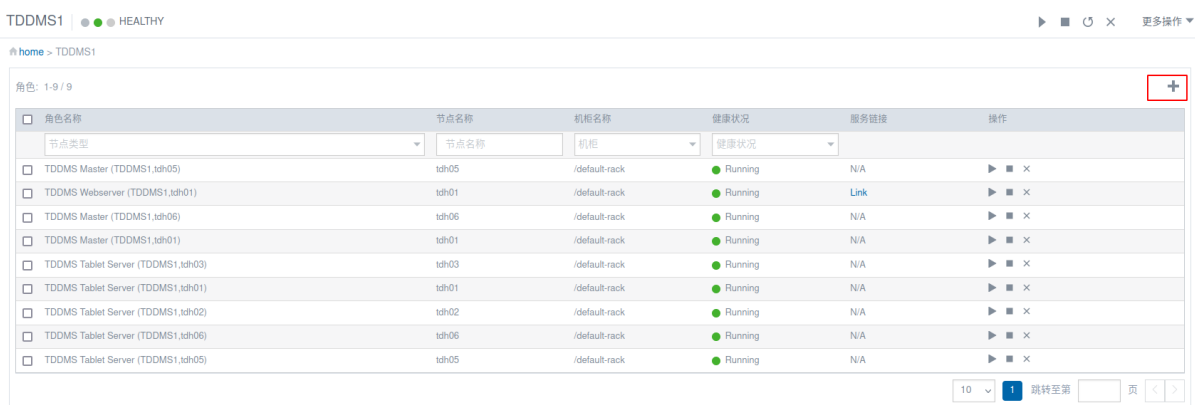 TDDMS1 HEALTHY 更多操作
home > TDDMS1
角色: 1-9 / 9
角色名称 节点名称 机柜名称 健康状况 服务链接 操作
节点类型 节点名称 机柜 健康状况
TDDMS Master (TDDMS1,tdh05) tdh05 /default-rack Running N/A
TDDMS Webserver (TDDMS1,tdh01) tdh01 /default-rack Running Link
TDDMS Master (TDDMS1,tdh06) tdh06 /default-rack Running N/A
TDDMS Master (TDDMS1,tdh01) tdh01 /default-rack Running N/A
TDDMS Tablet Server (TDDMS1,tdh03) tdh03 /default-rack Running N/A
TDDMS Tablet Server (TDDMS1,tdh01) tdh01 /default-rack Running N/A
TDDMS Tablet Server (TDDMS1,tdh02) tdh02 /default-rack Running N/A
TDDMS Tablet Server (TDDMS1,tdh06) tdh06 /default-rack Running N/A
TDDMS Tablet Server (TDDMS1,tdh05) tdh05 /default-rack Running N/A
10 1 跳转至第 页